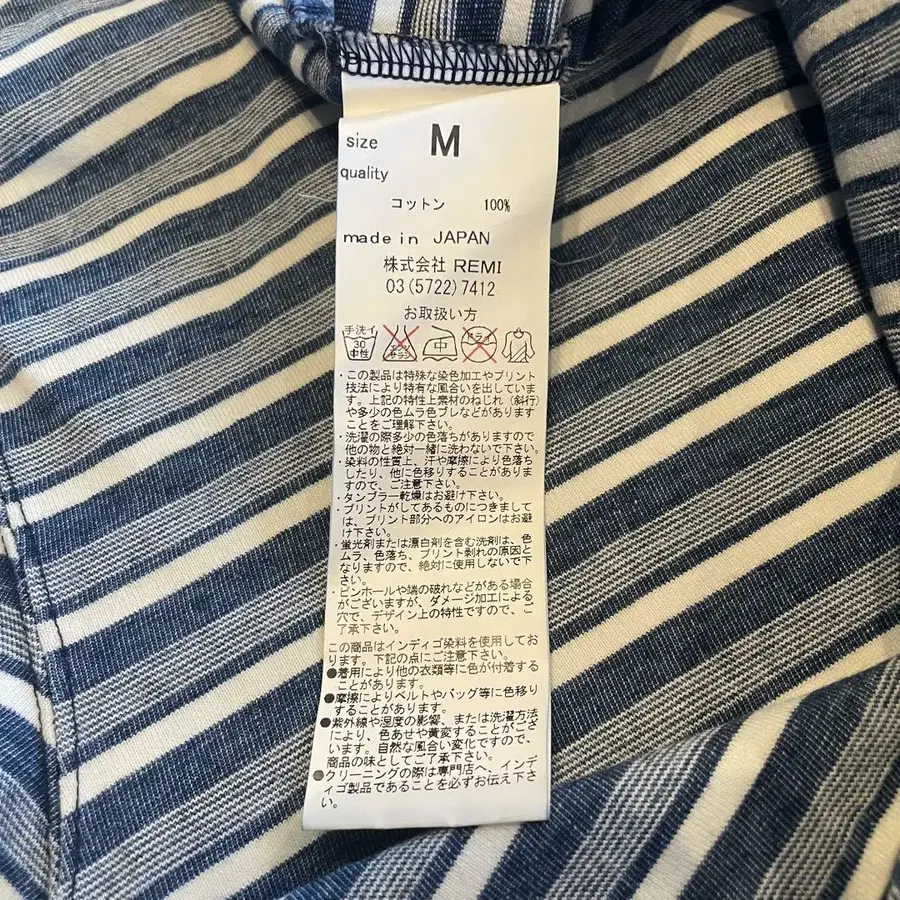 size M
quality
コットン 100%
made in JAPAN
株式会社 REMI
03(5722)7412
お取扱い方
手洗イ 30 中性 エンソサラシ 中 ドライ
・この製品は特殊な染色加工やプリント
技法により特有な風合いを出していま
す。上記の特性上素材のねじれ（斜行）
や多少の色ムラ色ブレなどがあります
ことをご理解下さい。
・洗濯の際多少の色落ちがありますので
他の物と絶対一緒に洗わないで下さい。
・染料の性質上、汗や摩擦により色落ち
したり、他に色移りすることがありま
すので、ご注意下さい。
・タンブラー乾燥はお避け下さい。
・プリントがしてあるものにつきまして
は、プリント部分へのアイロンはお避
け下さい。
・蛍光剤または漂白剤を含む洗剤は、色
ムラ、色落ち、プリント剥れの原因と
なりますので、絶対に使用しないで下
さい。
・ピンホールや端の破れなどがある場合
がございますが、ダメージ加工による
穴で、デザイン上の特性ですので、ご
了承下さい。
この商品はインディゴ染料を使用してお
ります。下記の点にご注意下さい。
●着用により他の衣類等に色が付着する
ことがあります。
●摩擦によりベルトやバッグ等に色移り
することがあります。
●紫外線や湿度の影響、または洗濯方法
により、色あせや黄変することがござ
います。自然な風合い変化ですので、
商品の味としてご了承下さい。
●クリーニングの際は専門店へ、インデ
ィゴ製品であることを必ずお伝え下さ
い。